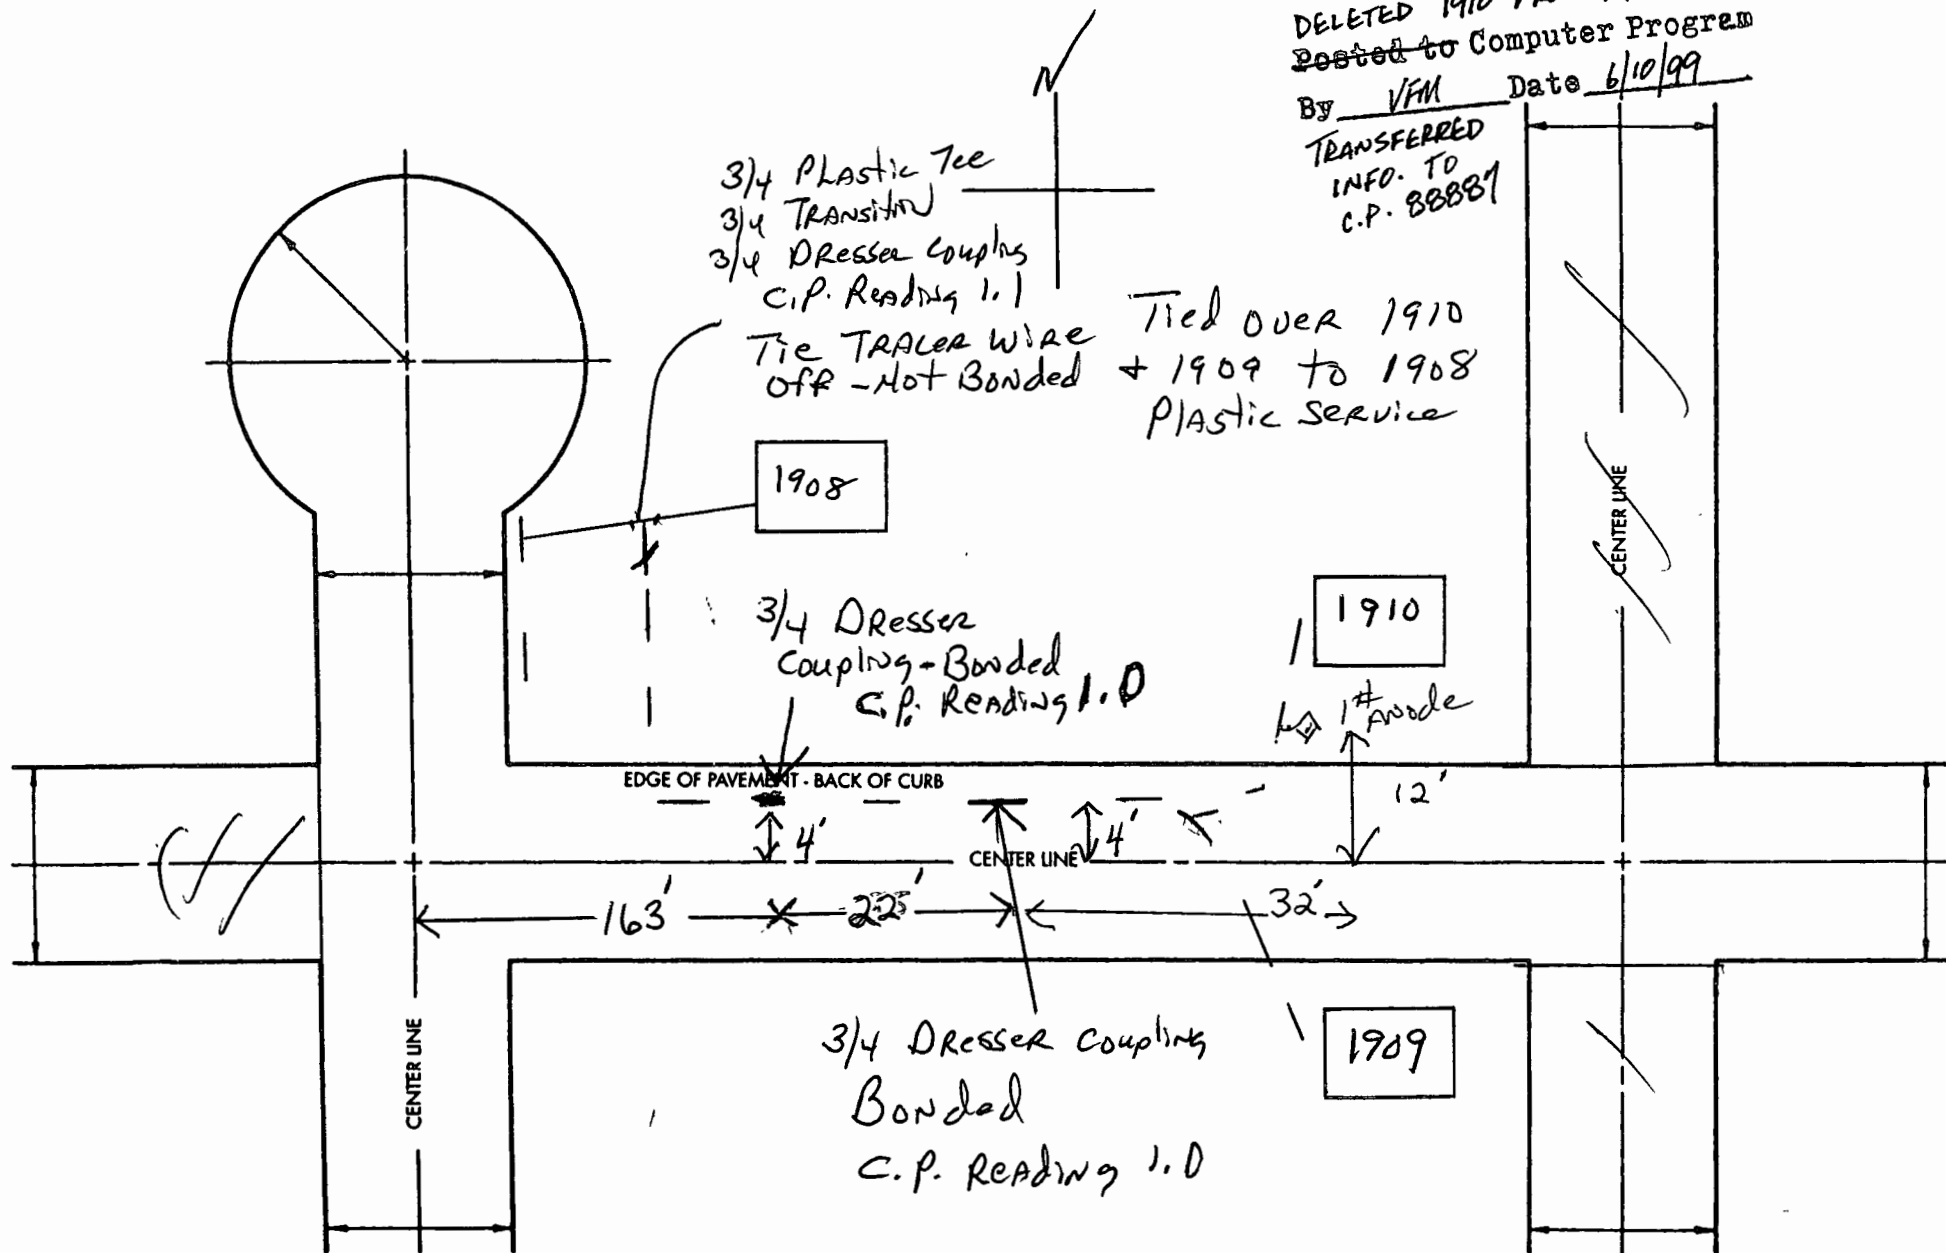 DELETED 1910
Posted to Computer Program
By VFM Date 6/10/99
TRANSFERRED
INFO. TO
C.P. 88887
N
3/4 PLAStic Tee
3/4 TRANSitioN
3/4 DResser Coupling
C.P. Reading 1.1
Tie TRACER WiRe
Off - Not Bonded
Tied OVER 1910
+ 1909 to 1908
PlAStic Service
1908
CENTER LINE
3/4 DResser
Coupling - Bonded
C.P. Reading 1.0
1910
1# Anode
EDGE OF PAVEMENT - BACK OF CURB
12'
4'
4'
CENTER LINE
163'
22'
32'
CENTER LINE
3/4 DResseR Coupling
Bonded
C.P. Reading 1.0
1909